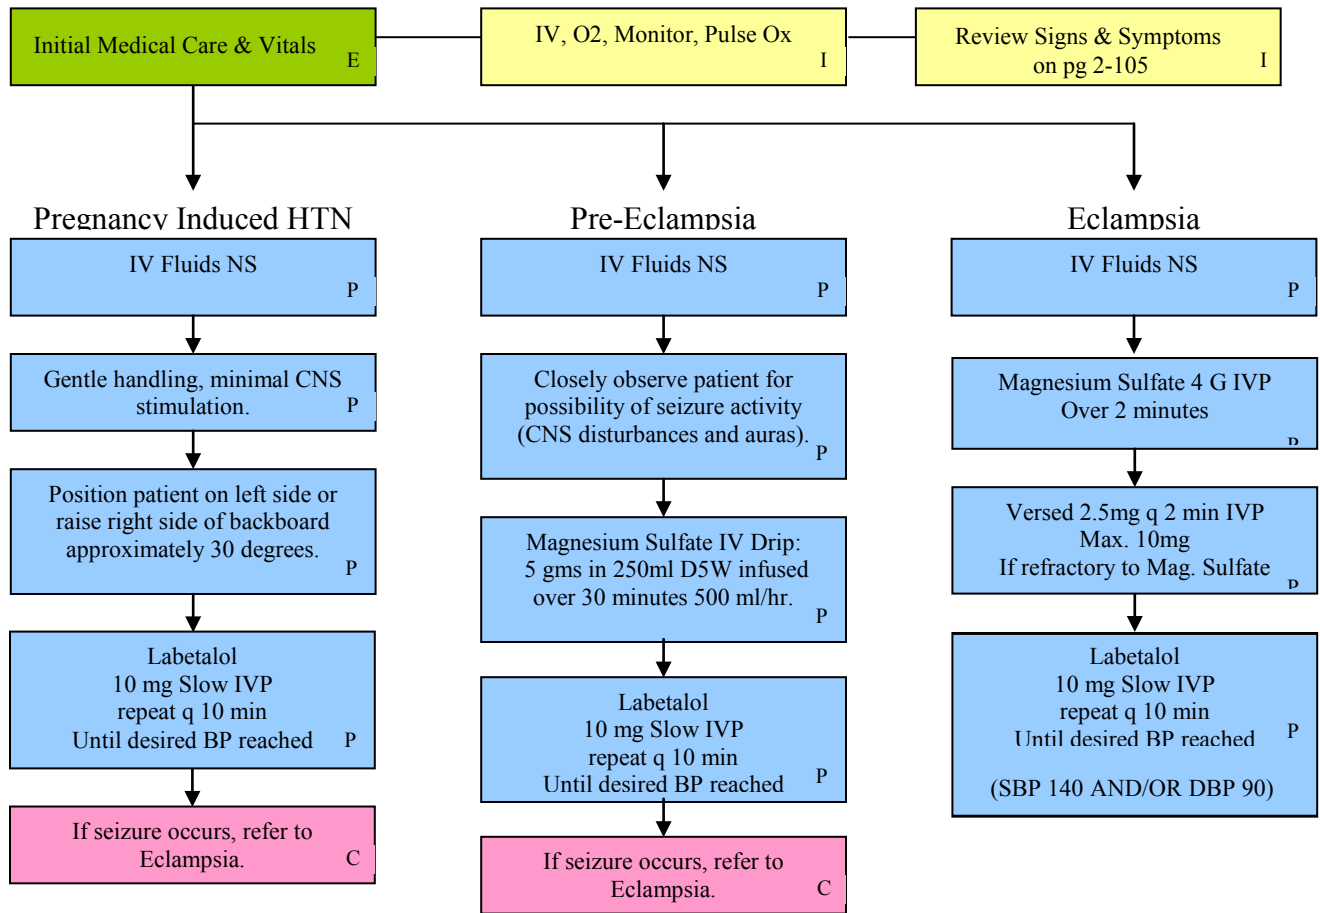 Initial Medical Care & Vitals
E
IV, O2, Monitor, Pulse Ox
I
Review Signs & Symptoms
on pg 2-105
I
Pregnancy Induced HTN
IV Fluids NS
P
Gentle handling, minimal CNS
stimulation.
P
Position patient on left side or
raise right side of backboard
approximately 30 degrees.
P
Labetalol
10 mg Slow IVP
repeat q 10 min
Until desired BP reached
P
If seizure occurs, refer to
Eclampsia.
C
Pre-Eclampsia
IV Fluids NS
P
Closely observe patient for
possibility of seizure activity
(CNS disturbances and auras).
P
Magnesium Sulfate IV Drip:
5 gms in 250ml D5W infused
over 30 minutes 500 ml/hr.
P
Labetalol
10 mg Slow IVP
repeat q 10 min
Until desired BP reached
P
If seizure occurs, refer to
Eclampsia.
C
Eclampsia
IV Fluids NS
P
Magnesium Sulfate 4 G IVP
Over 2 minutes
P
Versed 2.5mg q 2 min IVP
Max. 10mg
If refractory to Mag. Sulfate
P
Labetalol
10 mg Slow IVP
repeat q 10 min
Until desired BP reached
P
(SBP 140 AND/OR DBP 90)